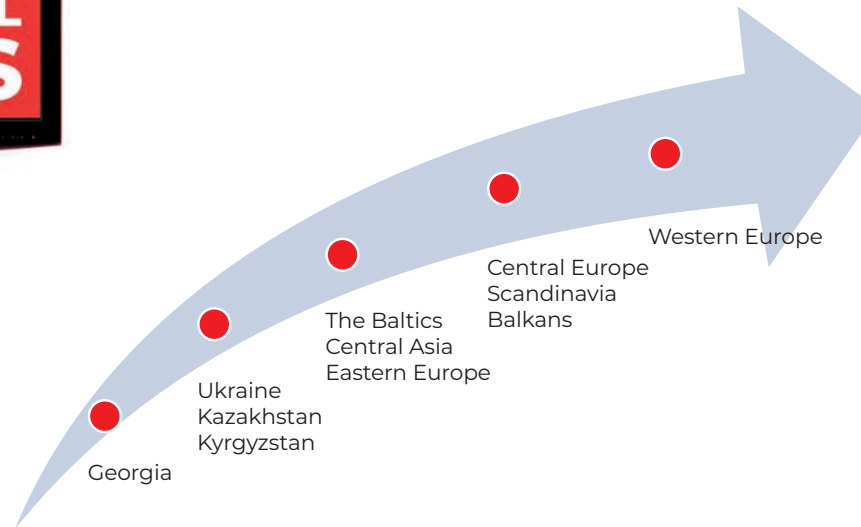 Western Europe
Central Europe
Scandinavia
Balkans
The Baltics
Central Asia
Eastern Europe
Ukraine
Kazakhstan
Kyrgyzstan
Georgia